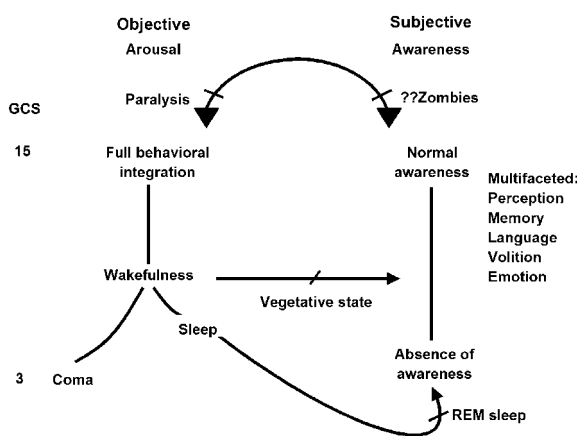 Objective
Arousal
Subjective
Awareness
Paralysis
??Zombies
GCS
15
Full behavioral
integration
Normal
awareness
Multifaceted:
Perception
Memory
Language
Volition
Emotion
Wakefulness
Vegetative state
Sleep
Absence of
awareness
3
Coma
REM sleep